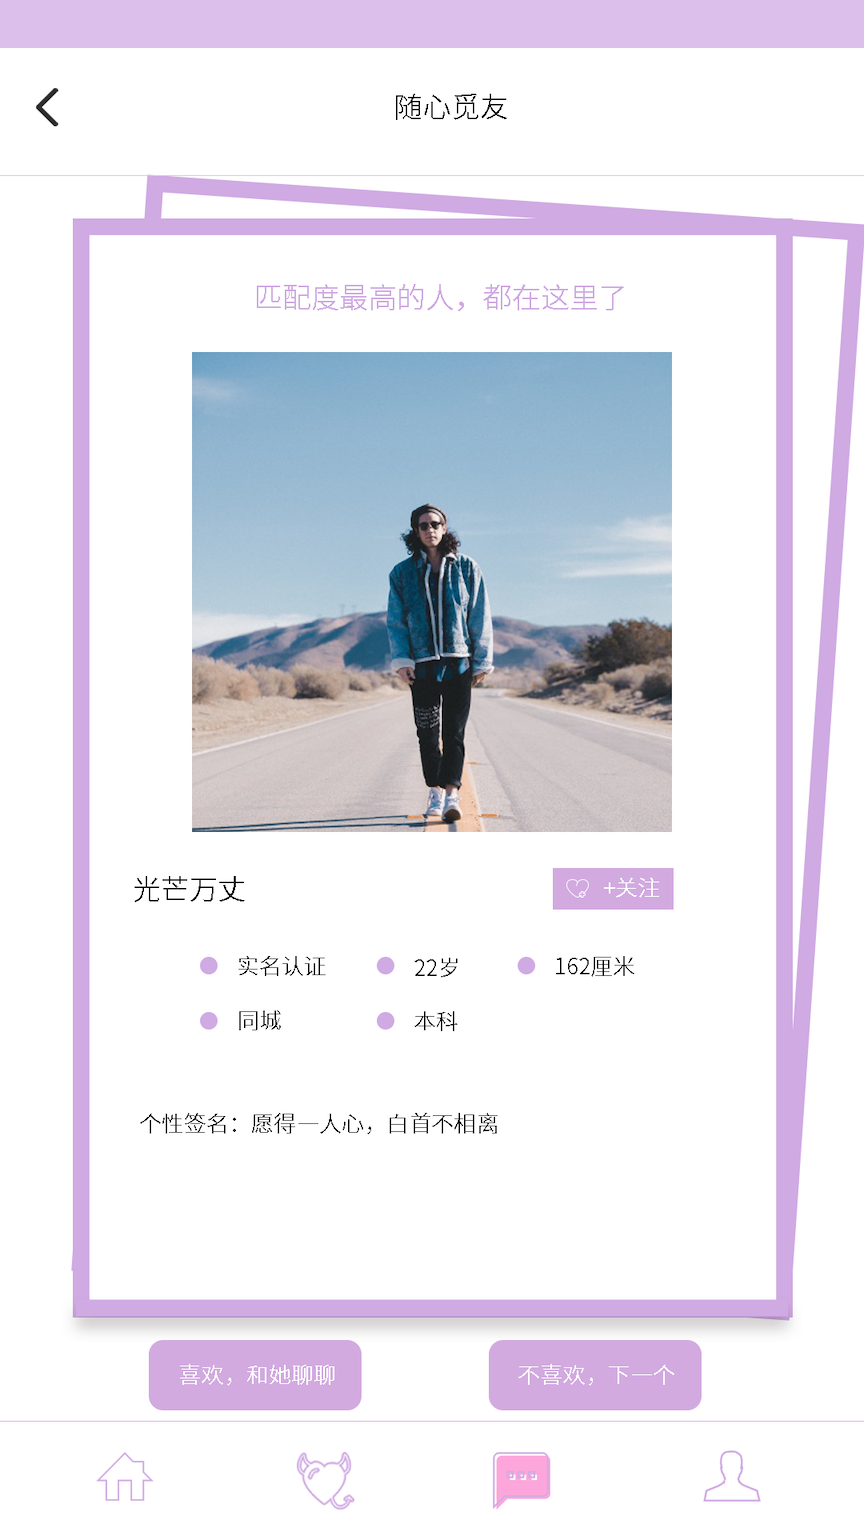 随心觅友
匹配度最高的人，都在这里了
光芒万丈
+关注
实名认证 22岁 162厘米
同城 本科
个性签名：愿得一人心，白首不相离
喜欢，和她聊聊 不喜欢，下一个